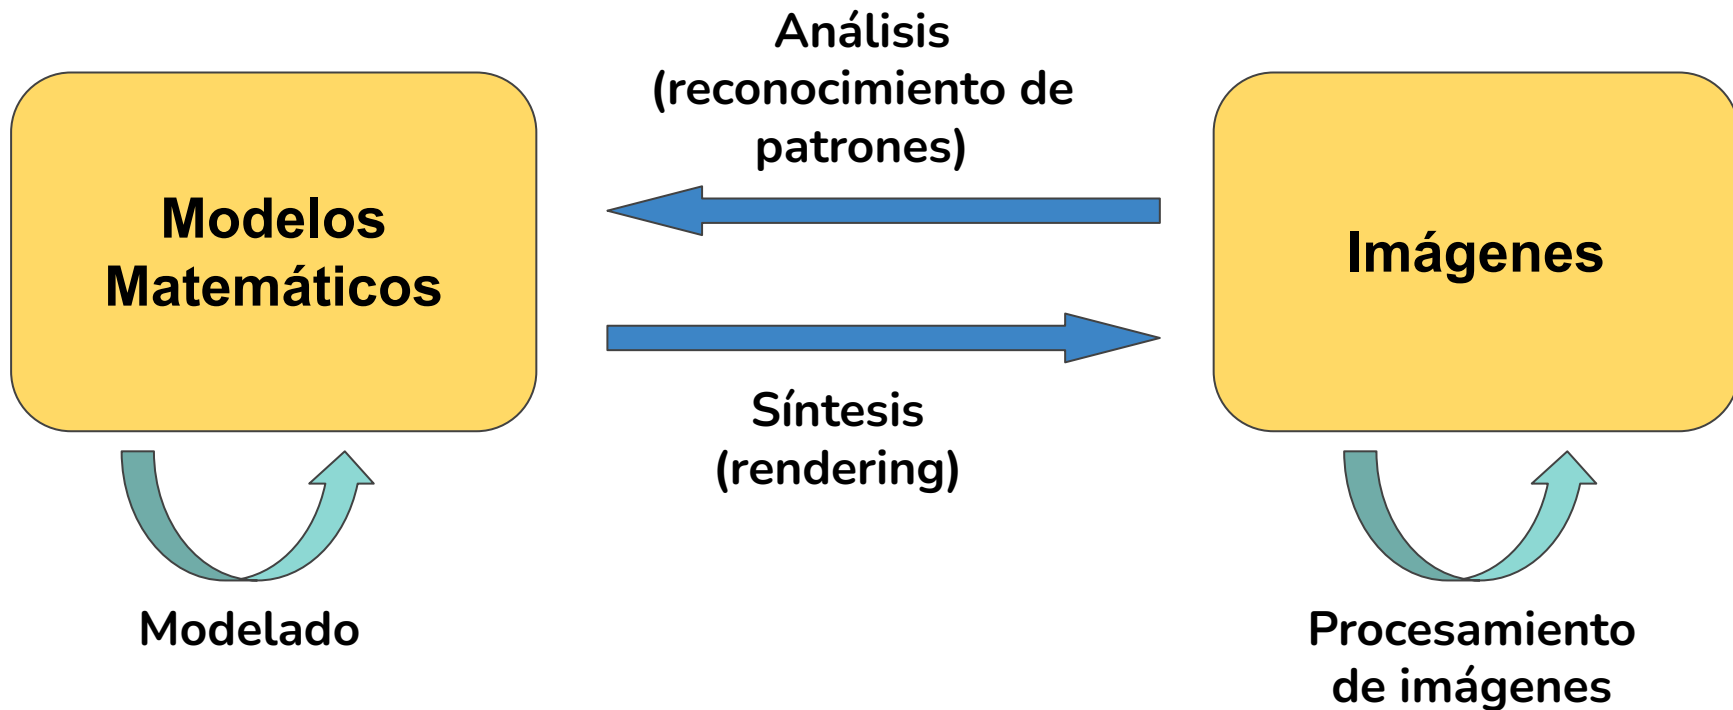 Análisis
(reconocimiento de
patrones)
Modelos
Matemáticos
Imágenes
Síntesis
(rendering)
Modelado
Procesamiento
de imágenes